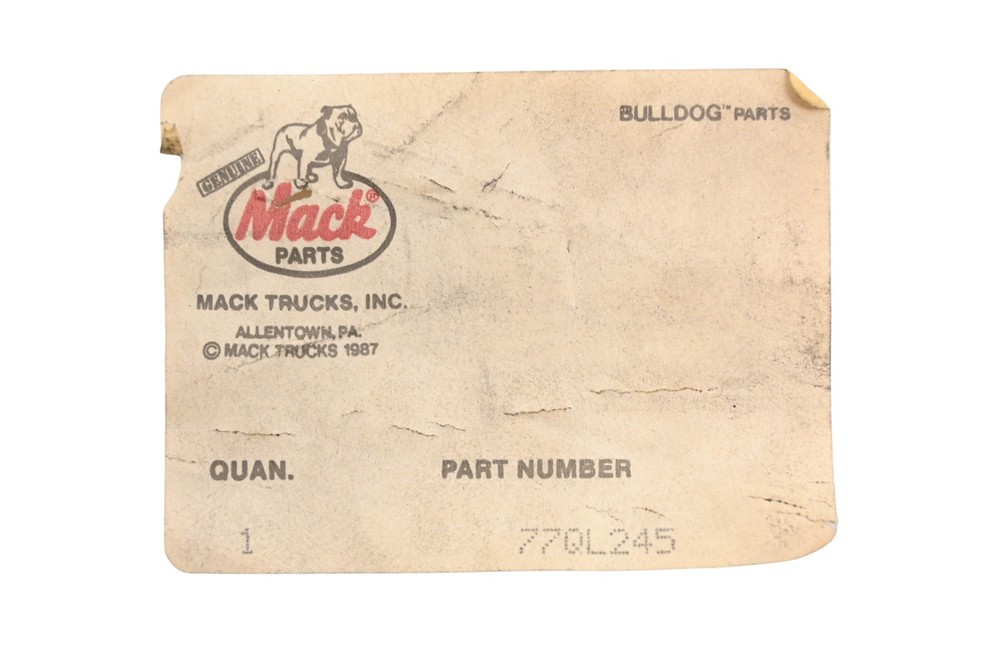 BULLDOG™ PARTS
GENUINE
Mack®
PARTS
MACK TRUCKS, INC.
ALLENTOWN, PA.
© MACK TRUCKS 1987
QUAN. PART NUMBER
1 77QL245